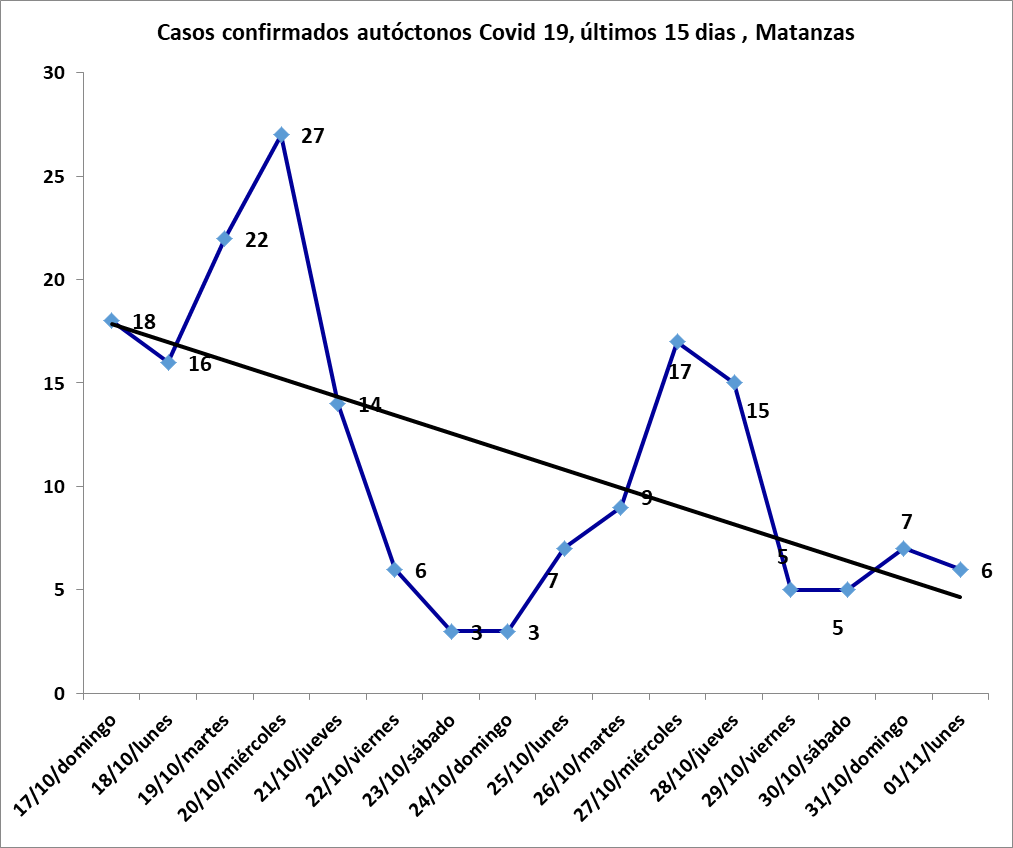 Casos confirmados autóctonos Covid 19, últimos 15 dias , Matanzas
30
25
20
15
10
5
0
18
16
22
27
14
6
3
3
7
9
17
15
5
5
7
6
17/10/domingo
18/10/lunes
19/10/martes
20/10/miércoles
21/10/jueves
22/10/viernes
23/10/sábado
24/10/domingo
25/10/lunes
26/10/martes
27/10/miércoles
28/10/jueves
29/10/viernes
30/10/sábado
31/10/domingo
01/11/lunes